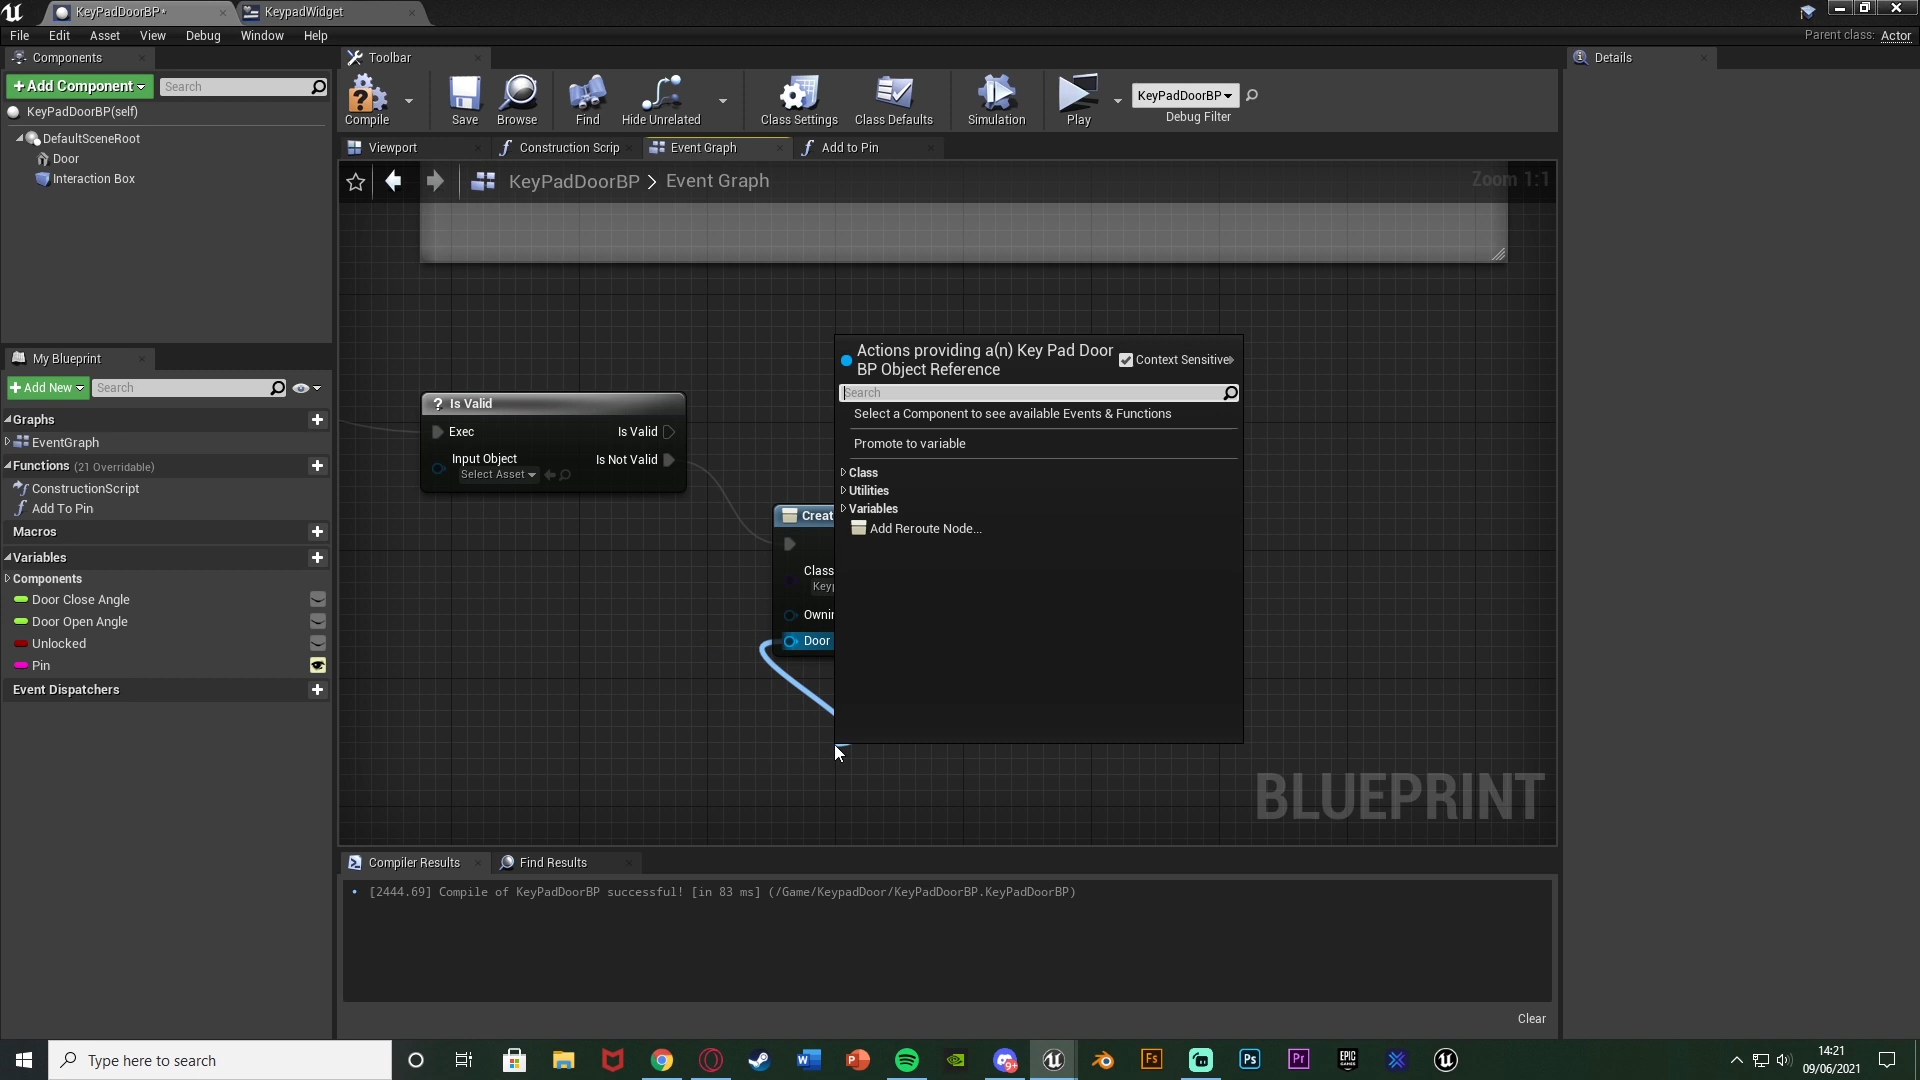 KeyPadDoorBP*
KeypadWidget
File Edit Asset View Debug Window Help
Parent class: Actor
Components
Toolbar
Details
+Add Component
Search
KeyPadDoorBP(self)
DefaultSceneRoot
Door
Interaction Box
Compile
Save
Browse
Find
Hide Unrelated
Class Settings
Class Defaults
Simulation
Play
KeyPadDoorBP
Debug Filter
Viewport
Construction Scrip
Event Graph
Add to Pin
KeyPadDoorBP > Event Graph
Zoom 1:1
My Blueprint
+Add New
Search
Graphs
EventGraph
Functions (21 Overridable)
ConstructionScript
Add To Pin
Macros
Variables
Components
Door Close Angle
Door Open Angle
Unlocked
Pin
Event Dispatchers
? Is Valid
Exec
Is Valid
Input Object
Select Asset
Is Not Valid
Creat
Class
Keyp
Ownin
Door
Actions providing a(n) Key Pad Door
BP Object Reference
Context Sensitive
Search
Select a Component to see available Events & Functions
Promote to variable
Class
Utilities
Variables
Add Reroute Node...
BLUEPRINT
Compiler Results
Find Results
[2444.69] Compile of KeyPadDoorBP successful! [in 83 ms] (/Game/KeypadDoor/KeyPadDoorBP.KeyPadDoorBP)
Clear
Type here to search
14:21
09/06/2021